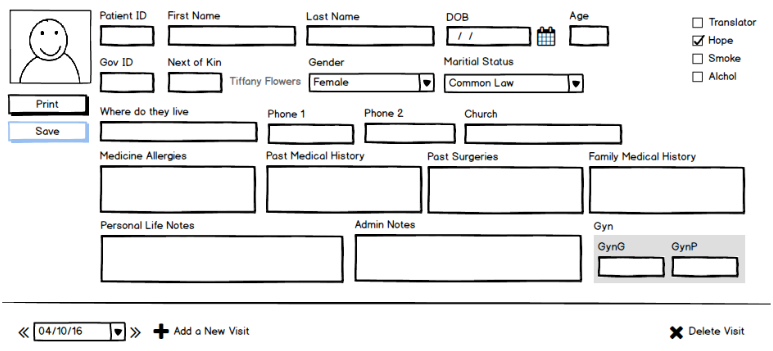 Patient ID First Name Last Name DOB Age
/ /
Translator
Hope
Smoke
Alchol
Gov ID Next of Kin Gender Maritial Status
Tiffany Flowers Female Common Law
Print
Save
Where do they live Phone 1 Phone 2 Church
Medicine Allergies Past Medical History Past Surgeries Family Medical History
Personal Life Notes Admin Notes Gyn
GynG GynP
« 04/10/16 » Add a New Visit Delete Visit